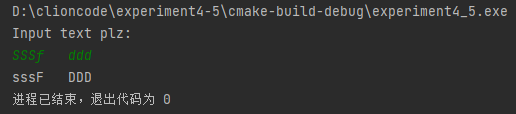 D:\clioncode\experiment4-5\cmake-build-debug\experiment4_5.exe
Input text plz:
SSSf   ddd
sssF   DDD
进程已结束，退出代码为 0